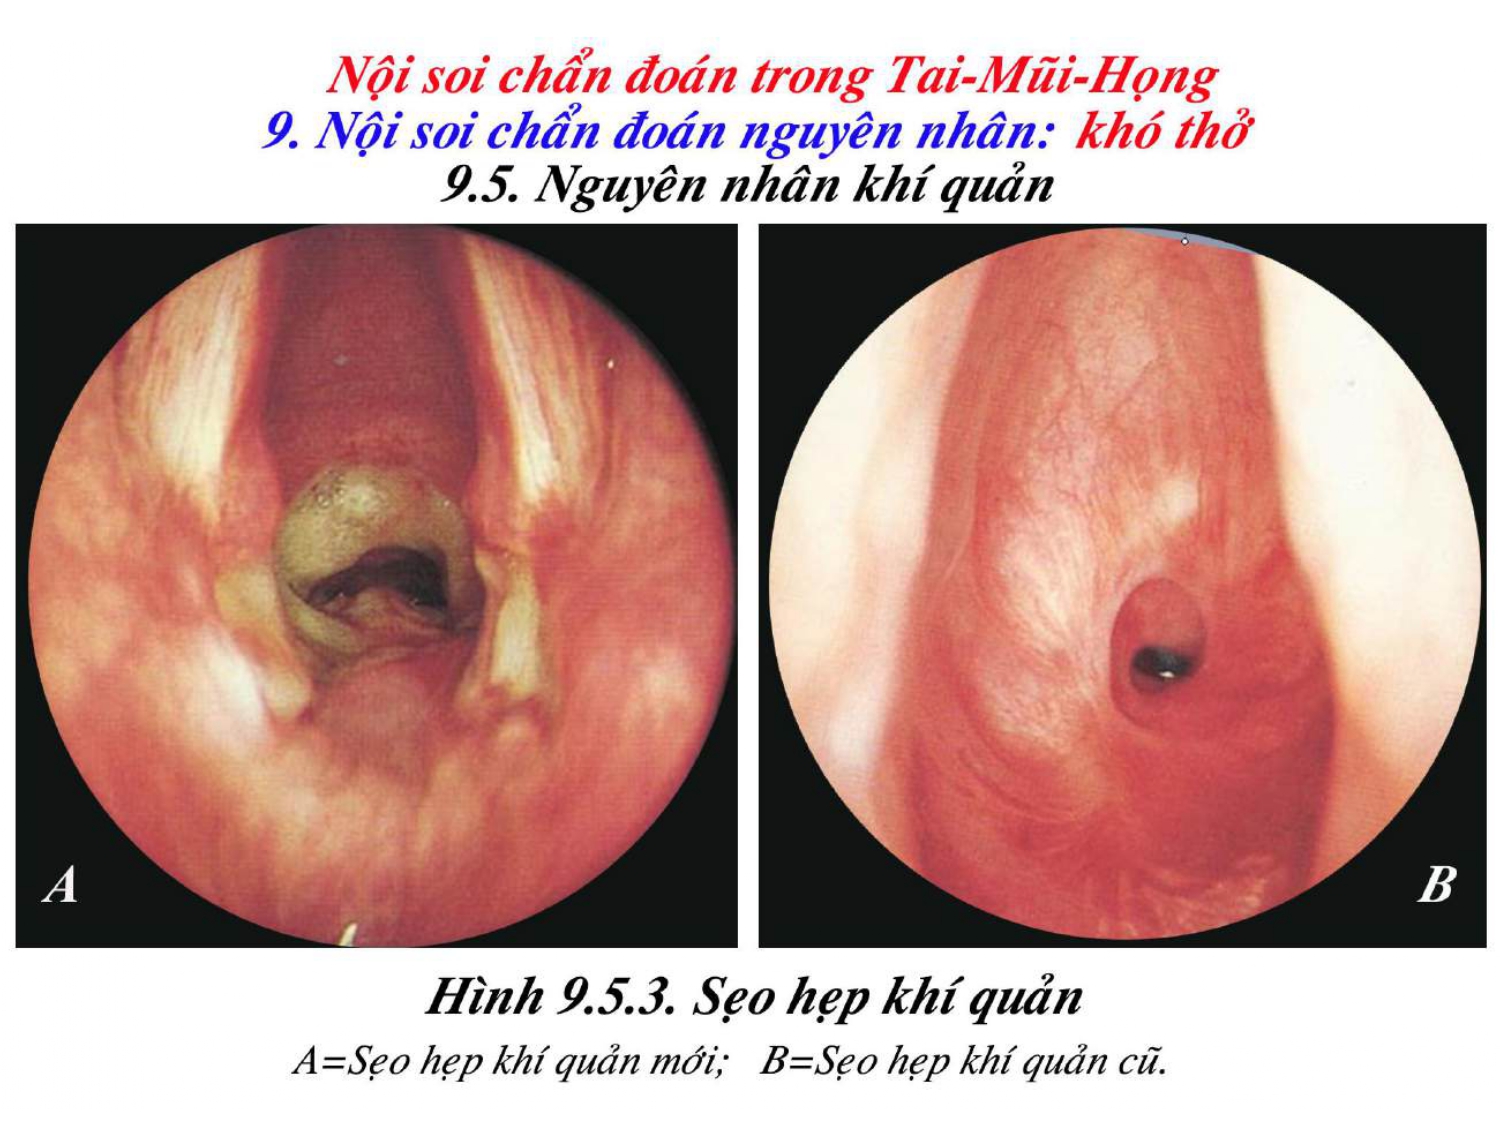 Nội soi chẩn đoán trong Tai-Mũi-Họng
9. Nội soi chẩn đoán nguyên nhân: khó thở
9.5. Nguyên nhân khí quản
A
B
Hình 9.5.3. Sẹo hẹp khí quản
A=Sẹo hẹp khí quản mới; B=Sẹo hẹp khí quản cũ.